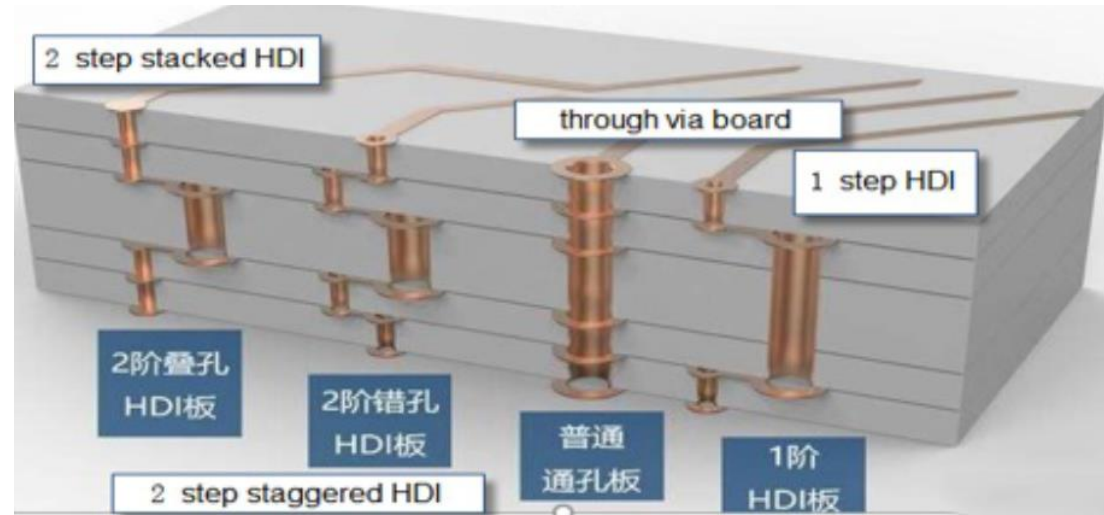 2 step stacked HDI
through via board
1 step HDI
2阶叠孔
HDI板
2阶错孔
HDI板
普通
通孔板
1阶
HDI板
2 step staggered HDI